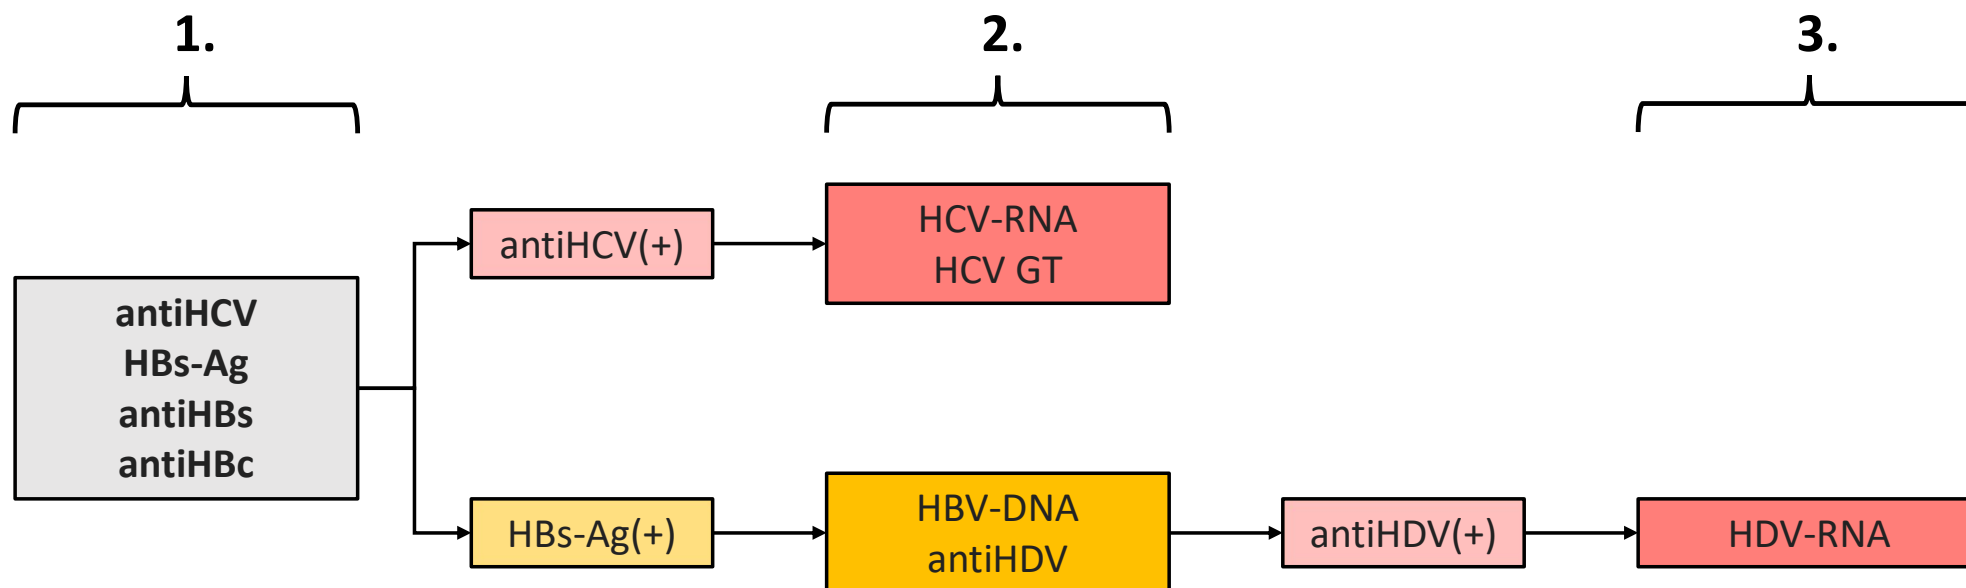 1.
2.
3.
antiHCV
HBs-Ag
antiHBs
antiHBc
antiHCV(+)
HCV-RNA
HCV GT
HBs-Ag(+)
HBV-DNA
antiHDV
antiHDV(+)
HDV-RNA